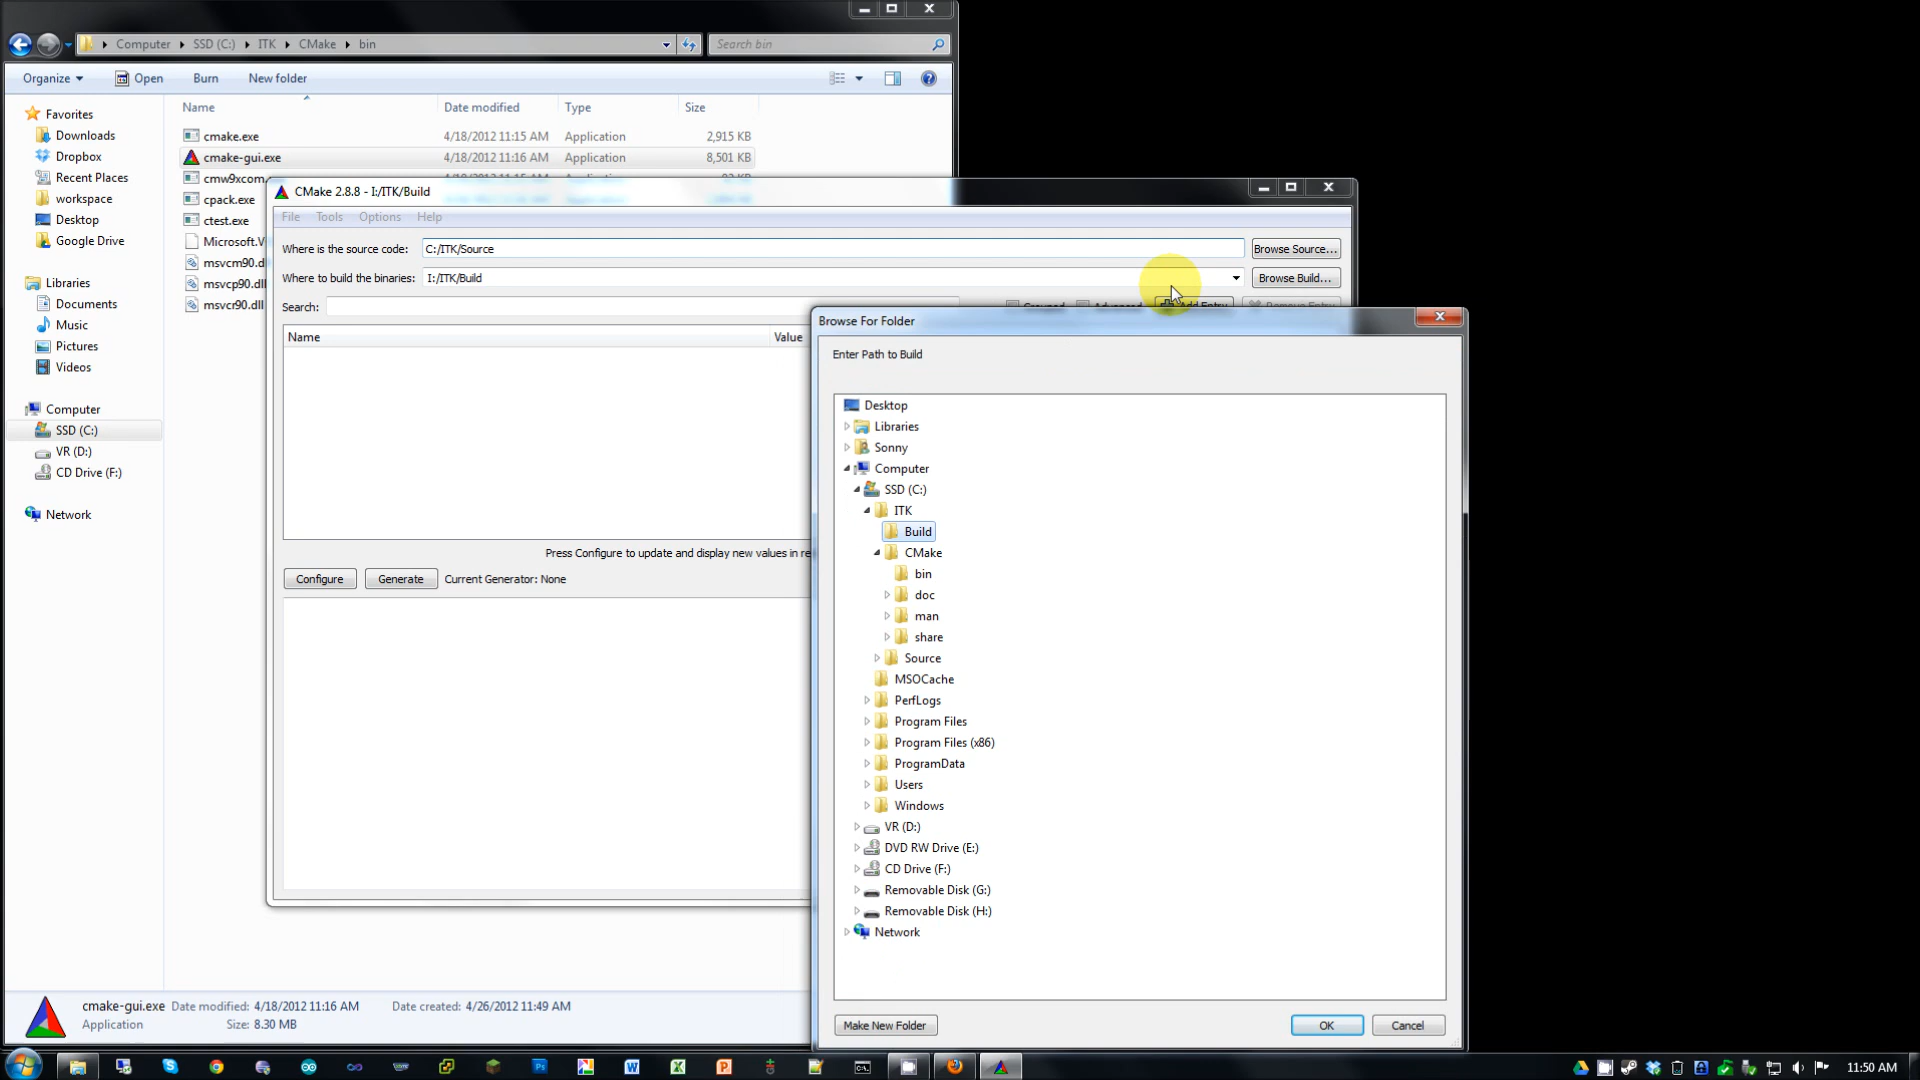 Computer ▸ SSD (C:) ▸ ITK ▸ CMake ▸ bin
Search bin
Organize Open Burn New folder
Name Date modified Type Size
Favorites
Downloads
Dropbox
Recent Places
workspace
Desktop
Google Drive
Libraries
Documents
Music
Pictures
Videos
Computer
SSD (C:)
VR (D:)
CD Drive (F:)
Network
cmake.exe 4/18/2012 11:15 AM Application 2,915 KB
cmake-gui.exe 4/18/2012 11:16 AM Application 8,501 KB
cmw9xcom
cpack.exe
ctest.exe
Microsoft.V
msvcm90.d
msvcp90.dll
msvcr90.dll
CMake 2.8.8 - I:/ITK/Build
File Tools Options Help
Where is the source code: C:/ITK/Source Browse Source...
Where to build the binaries: I:/ITK/Build Browse Build...
Search: Grouped Advanced Add Entry Remove Entry
Name Value
Press Configure to update and display new values in re
Configure Generate Current Generator: None
Browse For Folder
Enter Path to Build
Desktop
Libraries
Sonny
Computer
SSD (C:)
ITK
Build
CMake
bin
doc
man
share
Source
MSOCache
PerfLogs
Program Files
Program Files (x86)
ProgramData
Users
Windows
VR (D:)
DVD RW Drive (E:)
CD Drive (F:)
Removable Disk (G:)
Removable Disk (H:)
Network
Make New Folder OK Cancel
cmake-gui.exe Date modified: 4/18/2012 11:16 AM Date created: 4/26/2012 11:49 AM
Application Size: 8.30 MB
11:50 AM